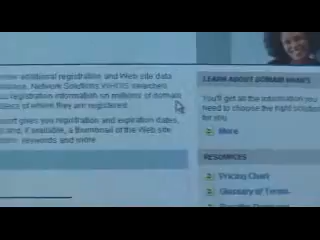 additional registration and Web site data
Network Solutions WHOIS searches
registration information on millions of domain
of where they are registered.
gives you registration and expiration dates,
and, if available, a thumbnail of the Web site
keywords and more
LEARN ABOUT DOMAIN
You'll get all the information you
need to choose the right solution
for you
More
RESOURCES
Pricing Chart
Glossary of Terms